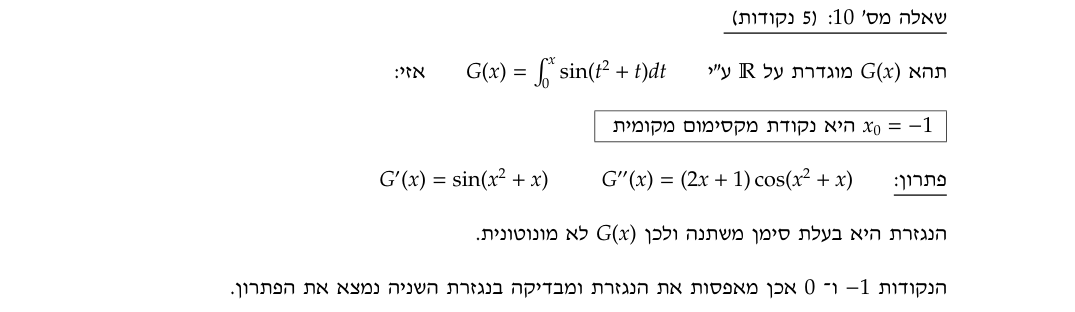 שאלה מס' 10: (5 נקודות)
תהא G(x) מוגדרת על ℝ ע"י G(x) = ∫₀ˣ sin(t² + t)dt אזי:
x₀ = −1 היא נקודת מקסימום מקומית
פתרון: G′′(x) = (2x + 1) cos(x² + x) G′(x) = sin(x² + x)
הנגזרת היא בעלת סימן משתנה ולכן G(x) לא מונוטונית.
הנקודות −1 ו־ 0 אכן מאפסות את הנגזרת ומבדיקה בנגזרת השניה נמצא את הפתרון.